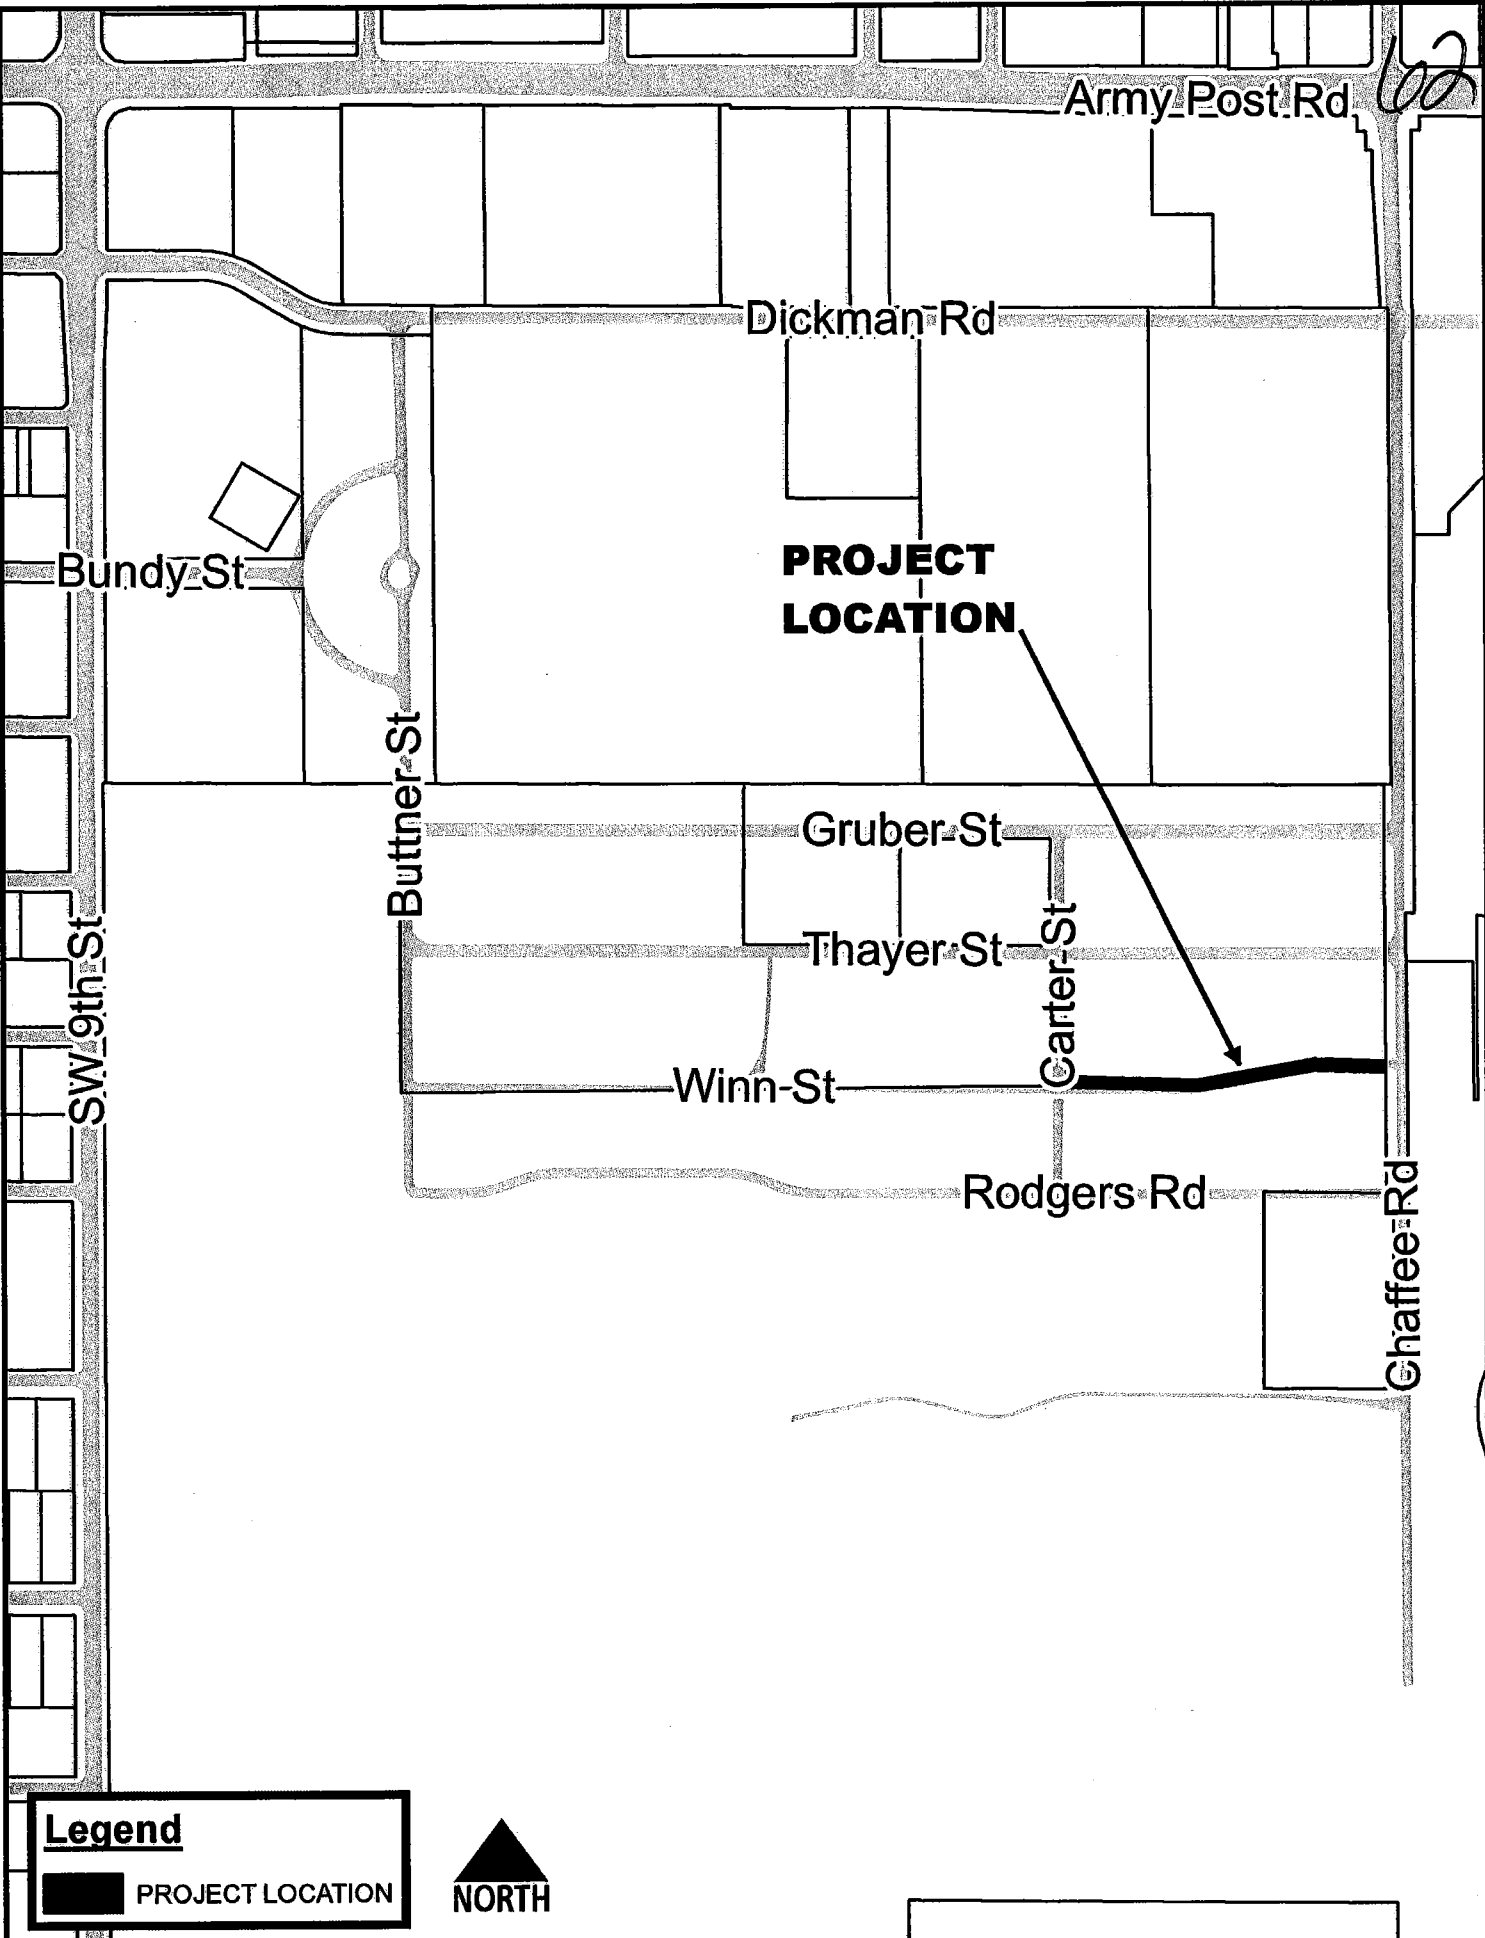 Army Post Rd
62
Dickman Rd
PROJECT
LOCATION
Bundy St
Buttner St
Gruber St
Thayer St
Carter St
SW 9th St
Winn St
Rodgers Rd
Chaffee Rd
Legend
PROJECT LOCATION
NORTH